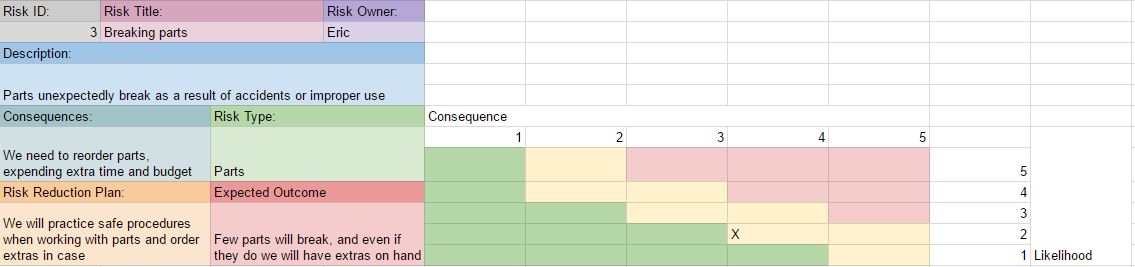 Risk ID: Risk Title: Risk Owner:
3 Breaking parts Eric
Description:
Parts unexpectedly break as a result of accidents or improper use
Consequences: Risk Type: Consequence
1 2 3 4 5
We need to reorder parts,
expending extra time and budget Parts 5
Risk Reduction Plan: Expected Outcome 4
3
We will practice safe procedures
when working with parts and order Few parts will break, and even if X 2
extras in case they do we will have extras on hand 1 Likelihood